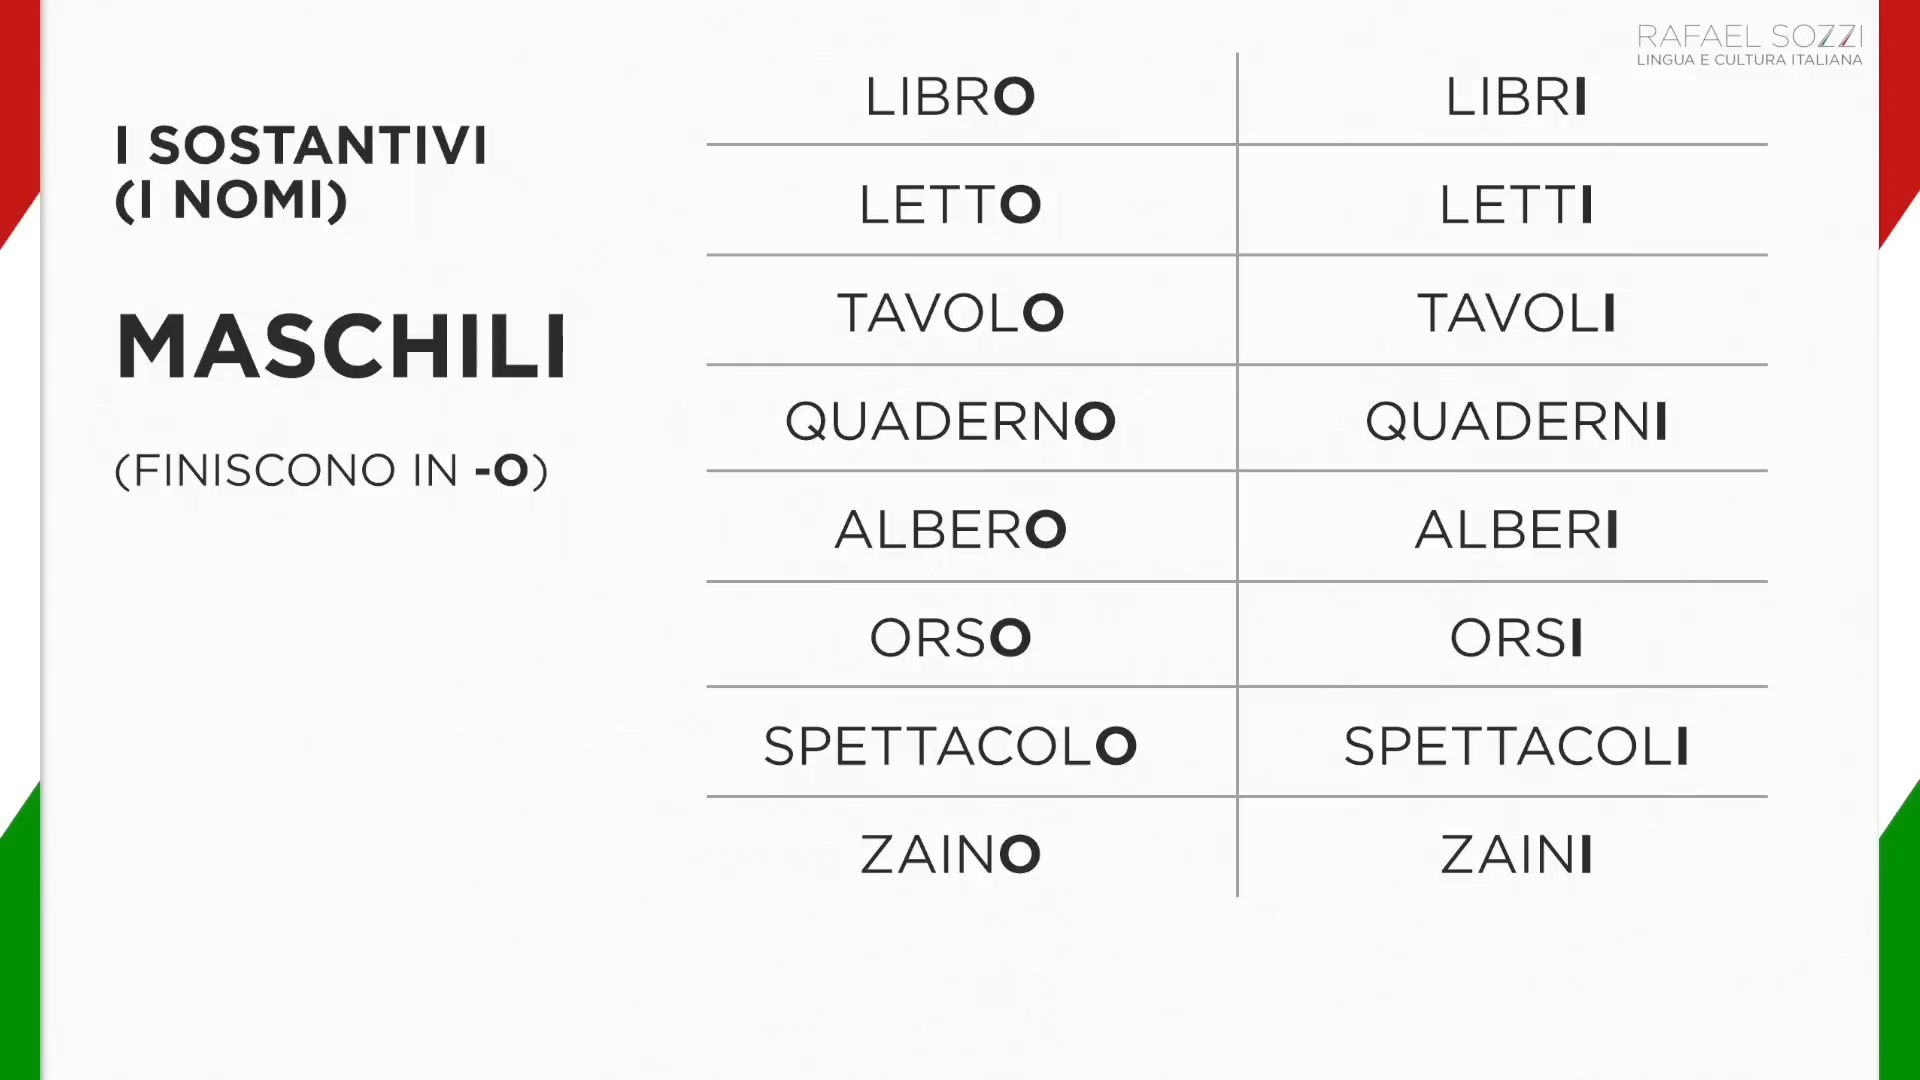 RAFAEL SOZZI
LINGUA E CULTURA ITALIANA
I SOSTANTIVI
(I NOMI)
MASCHILI
(FINISCONO IN -O)
LIBRO LIBRI
LETTO LETTI
TAVOLO TAVOLI
QUADERNO QUADERNI
ALBERO ALBERI
ORSO ORSI
SPETTACOLO SPETTACOLI
ZAINO ZAINI